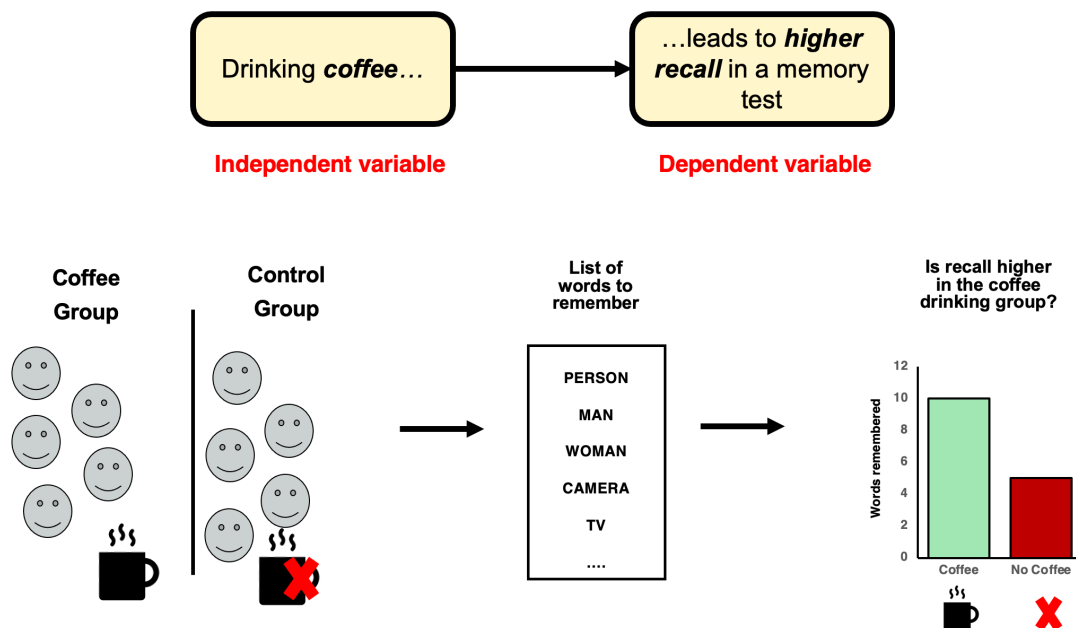 Drinking coffee…
…leads to higher
recall in a memory
test
Independent variable
Dependent variable
Coffee
Group
Control
Group
List of
words to
remember
PERSON
MAN
WOMAN
CAMERA
TV
....
Is recall higher
in the coffee
drinking group?
Words remembered
12
10
8
6
4
2
0
Coffee
No Coffee